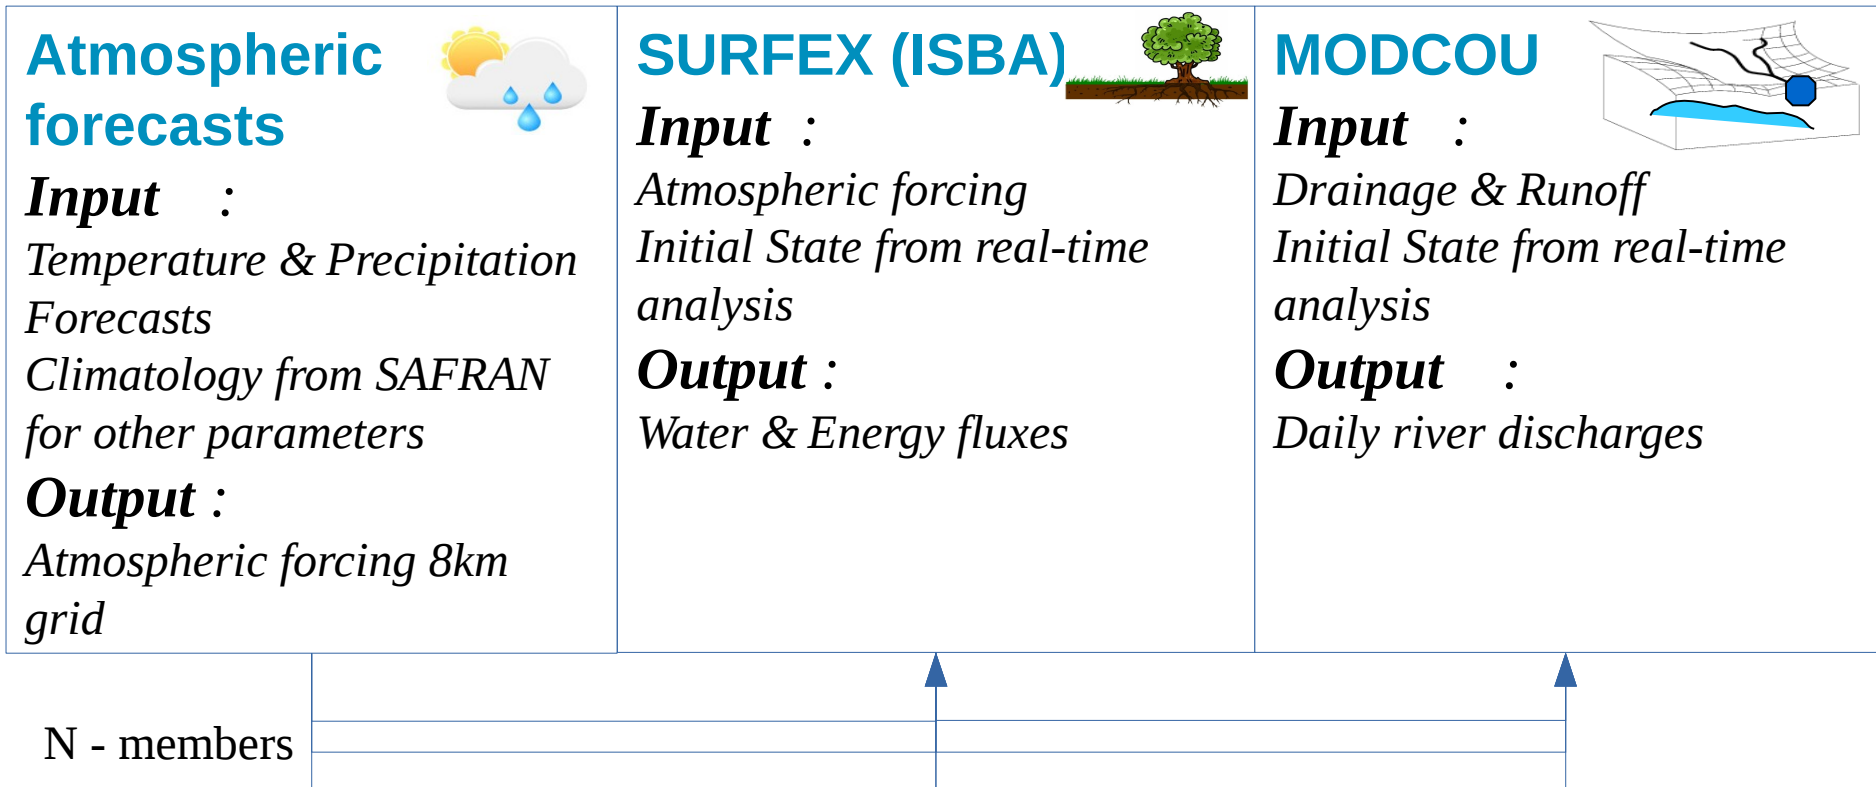 Atmospheric
forecasts
Input :
Temperature & Precipitation
Forecasts
Climatology from SAFRAN
for other parameters
Output :
Atmospheric forcing 8km
grid
SURFEX (ISBA)
Input :
Atmospheric forcing
Initial State from real-time
analysis
Output :
Water & Energy fluxes
MODCOU
Input :
Drainage & Runoff
Initial State from real-time
analysis
Output :
Daily river discharges
N - members